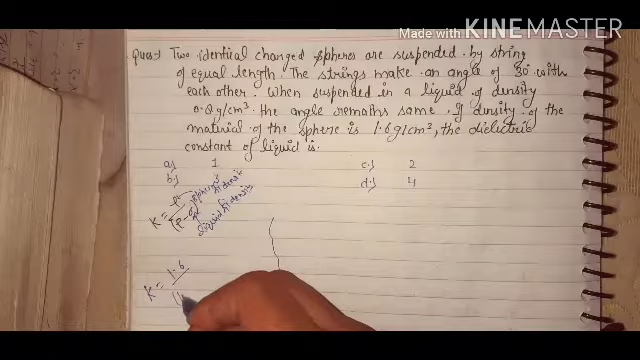 Made with KINEMASTER
Ques:-) Two identical charged spheres are suspended by string
of equal length. The strings make an angle of 30° with
each other. When suspended in a liquid of density
0.8 g/cm³ the angle remains same. If density of the
material of the sphere is 1.6 g/cm³, the dielectric
constant of liquid is.
a.) 1 c.) 2
b.) d.) 4
K = ρ / (ρ - σ)
K = 1.6